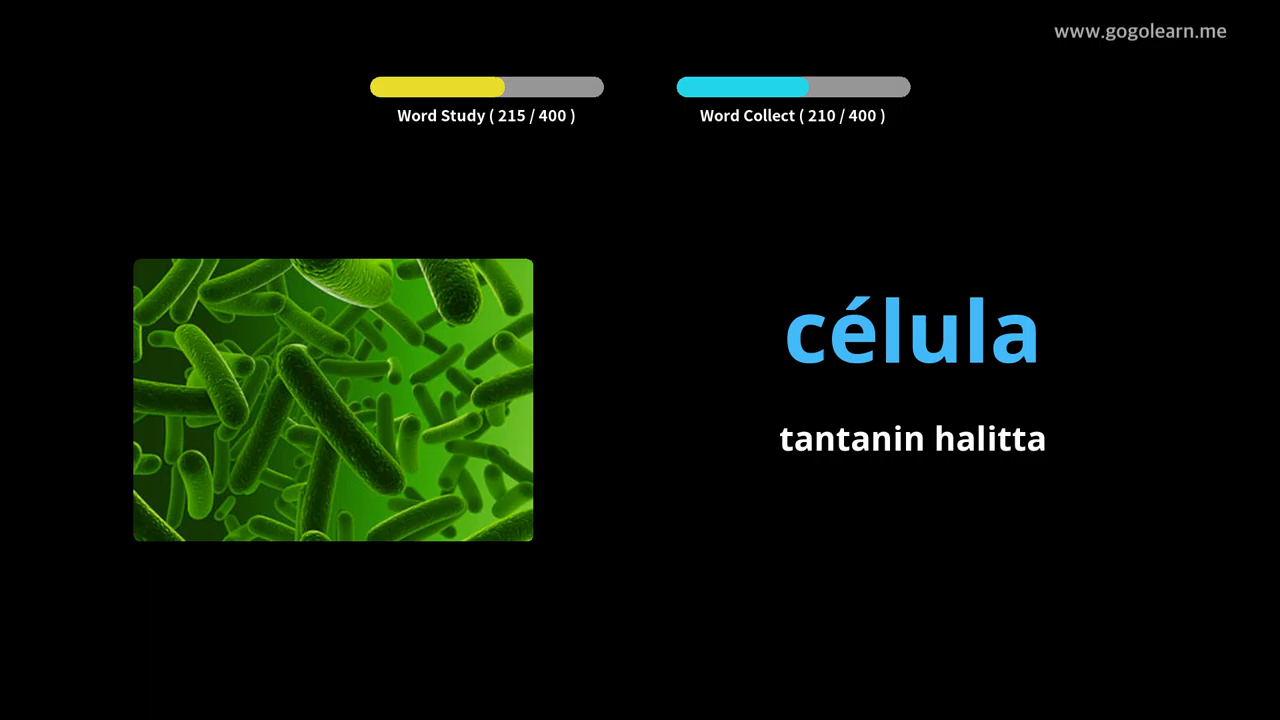 www.gogolearn.me
Word Study ( 215 / 400 )
Word Collect ( 210 / 400 )
célula
tantanin halitta